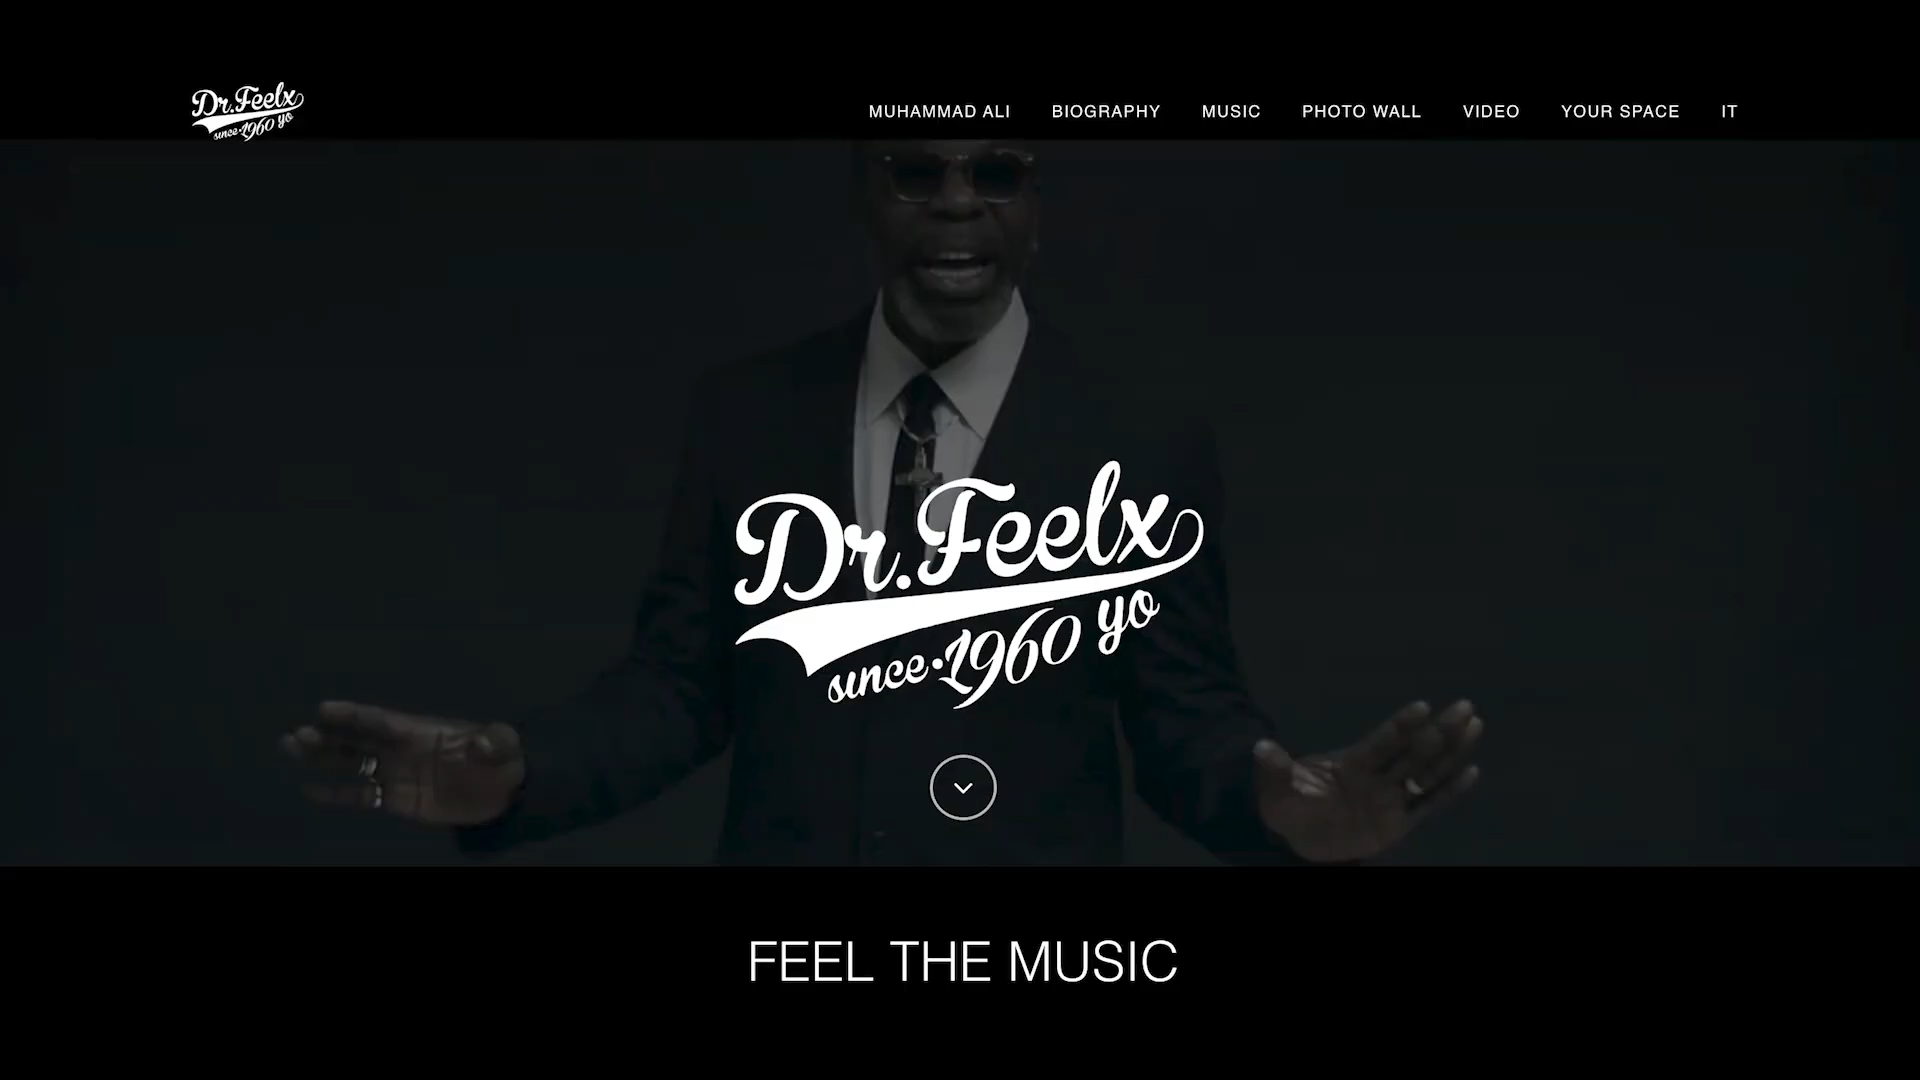 Dr.Feelx
since·1960 yo
MUHAMMAD ALI BIOGRAPHY MUSIC PHOTO WALL VIDEO YOUR SPACE IT
Dr.Feelx
since·1960 yo
FEEL THE MUSIC